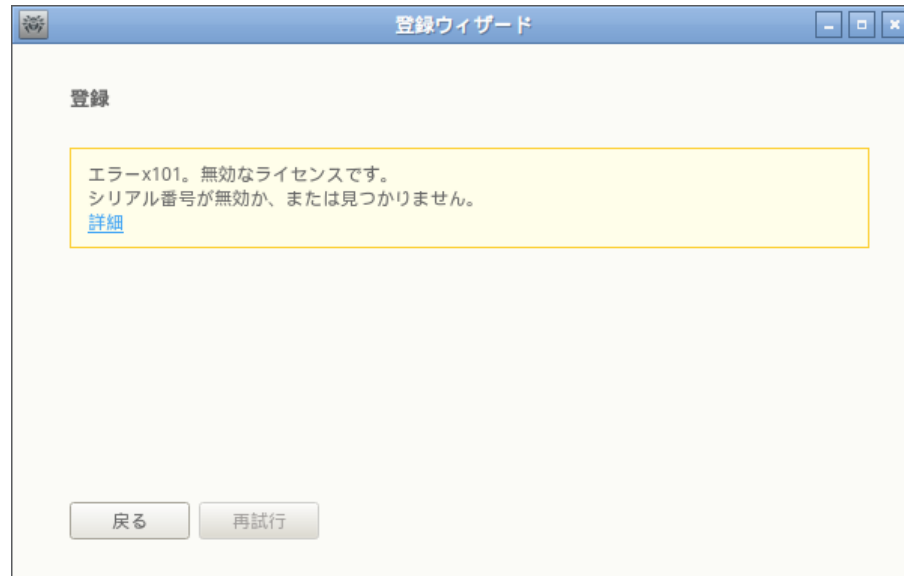 登録ウィザード
登録
エラーx101。無効なライセンスです。
シリアル番号が無効か、または見つかりません。
詳細
戻る
再試行